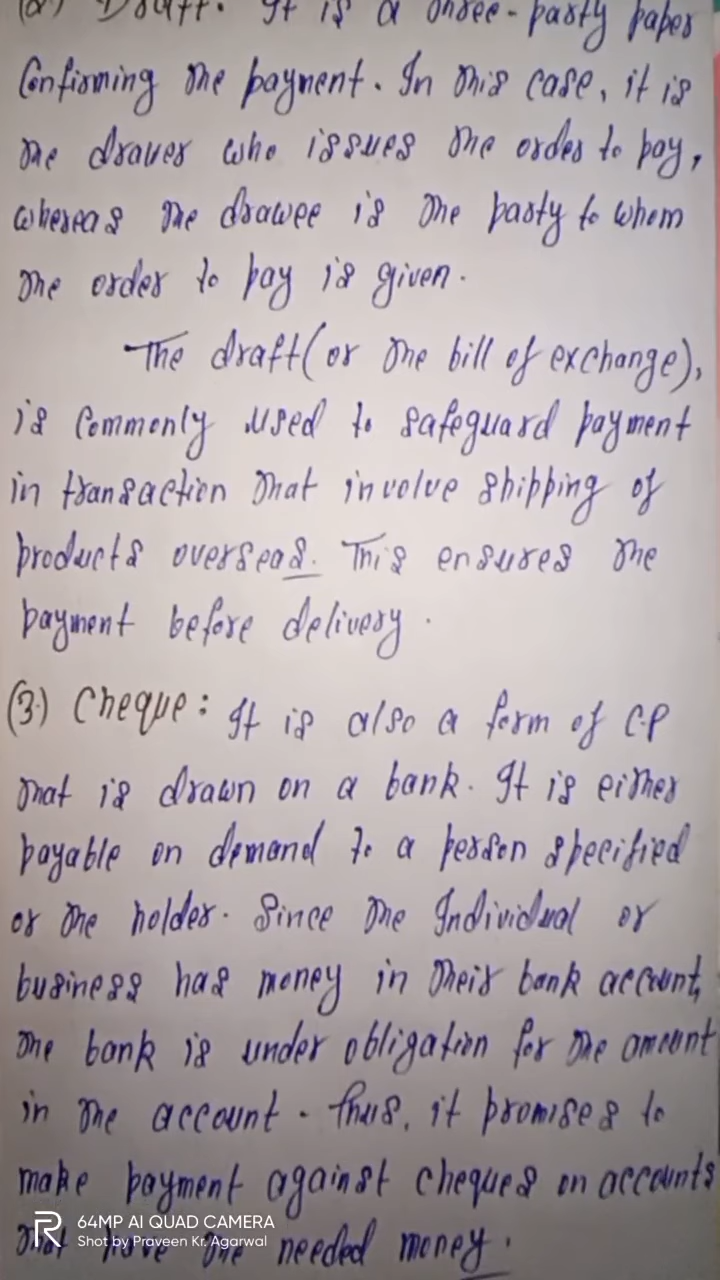 (2) Draft. It is a three-party paper
Confirming the payment. In this case, it is
the drawer who issues the order to pay,
whereas the drawee is the party to whom
the order to pay is given.
The draft (or the bill of exchange),
is commonly used to safeguard payment
in transaction that involve shipping of
products overseas. This ensures the
payment before delivery.
(3) Cheque: It is also a form of C.P
that is drawn on a bank. It is either
payable on demand to a person specified
or the holder. Since the Individual or
business has money in their bank account,
the bank is under obligation for the amount
in the account. Thus, it promises to
make payment against cheques on accounts
that have the needed money.
R 64MP AI QUAD CAMERA
Shot by Praveen Kr. Agarwal